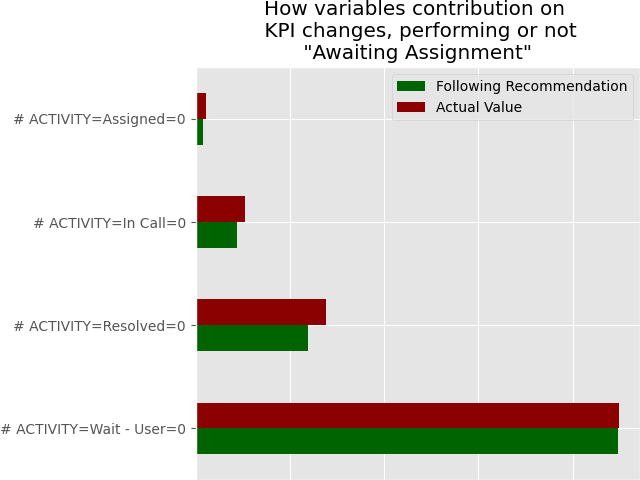 How variables contribution on
KPI changes, performing or not
"Awaiting Assignment"
Following Recommendation
Actual Value
# ACTIVITY=Assigned=0
# ACTIVITY=In Call=0
# ACTIVITY=Resolved=0
# ACTIVITY=Wait - User=0